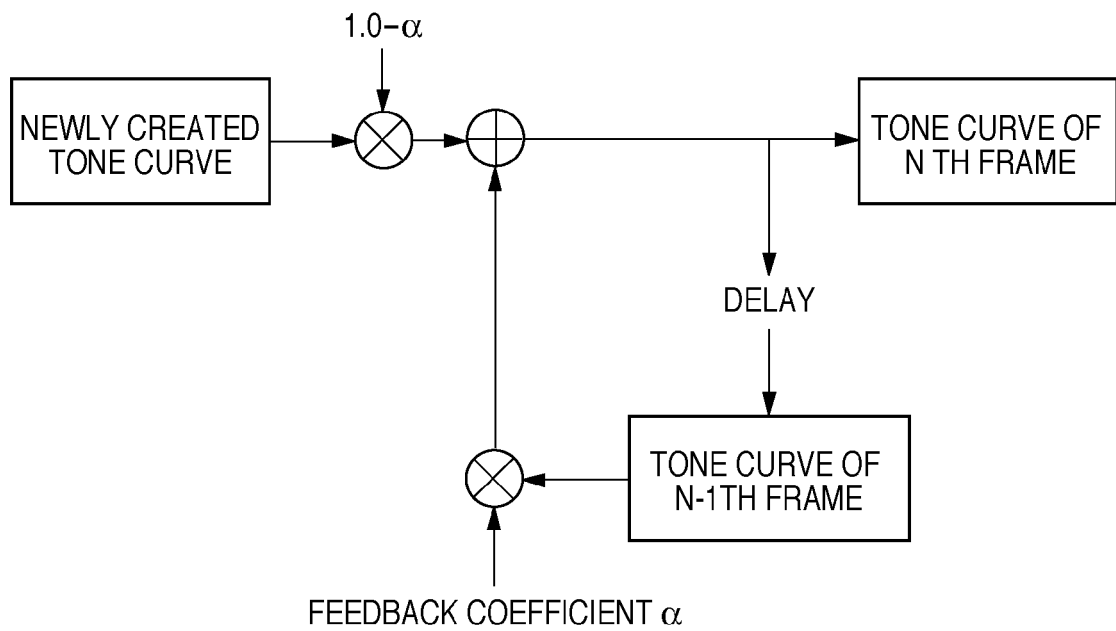 1.0-α
NEWLY CREATED
TONE CURVE
TONE CURVE OF
N TH FRAME
DELAY
TONE CURVE OF
N-1TH FRAME
FEEDBACK COEFFICIENT α